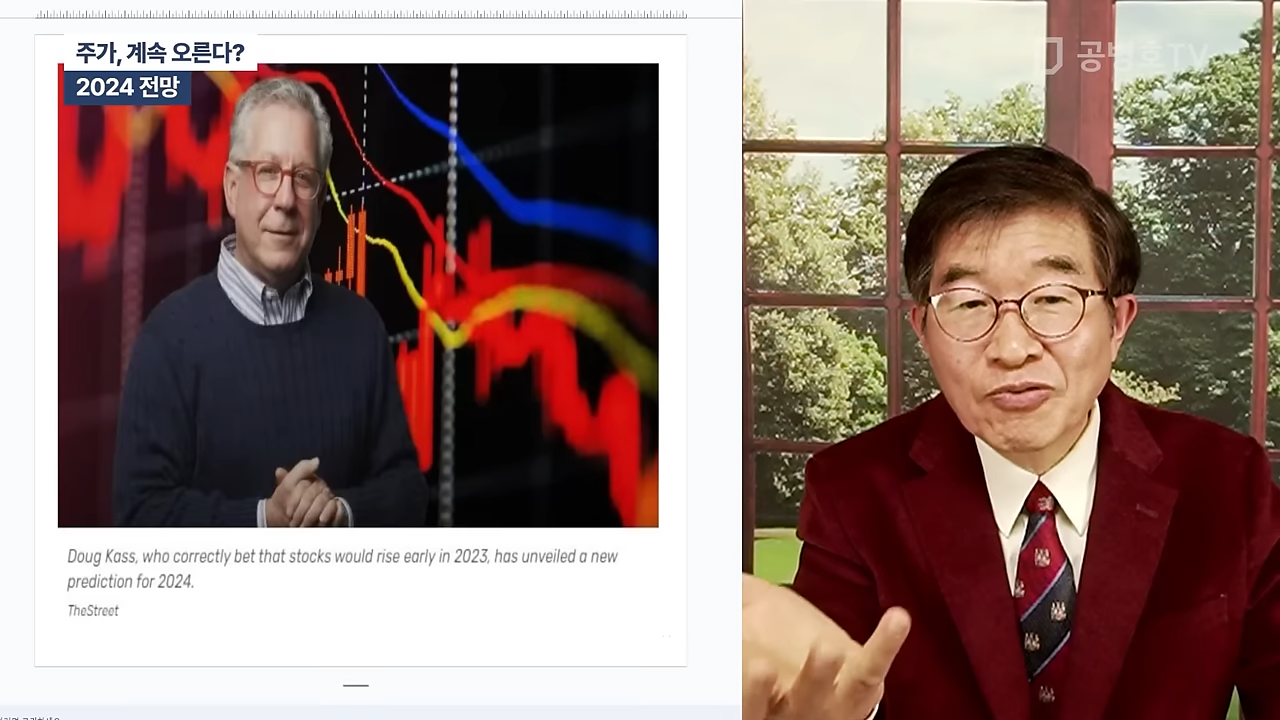 주가, 계속 오른다?
2024 전망
공병호TV
Doug Kass, who correctly bet that stocks would rise early in 2023, has unveiled a new
prediction for 2024.
TheStreet